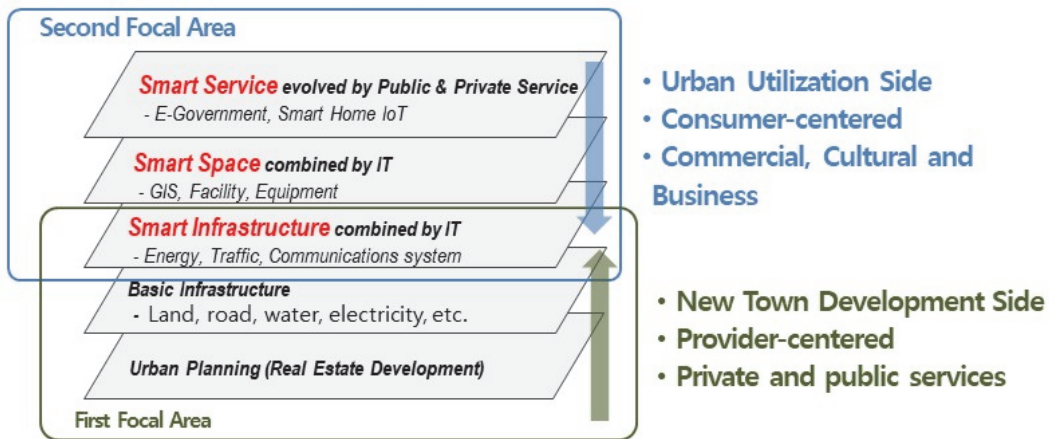 Second Focal Area
Smart Service evolved by Public & Private Service
- E-Government, Smart Home IoT
Smart Space combined by IT
- GIS, Facility, Equipment
Smart Infrastructure combined by IT
- Energy, Traffic, Communications system
Basic Infrastructure
- Land, road, water, electricity, etc.
Urban Planning (Real Estate Development)
First Focal Area
• Urban Utilization Side
• Consumer-centered
• Commercial, Cultural and
Business
• New Town Development Side
• Provider-centered
• Private and public services